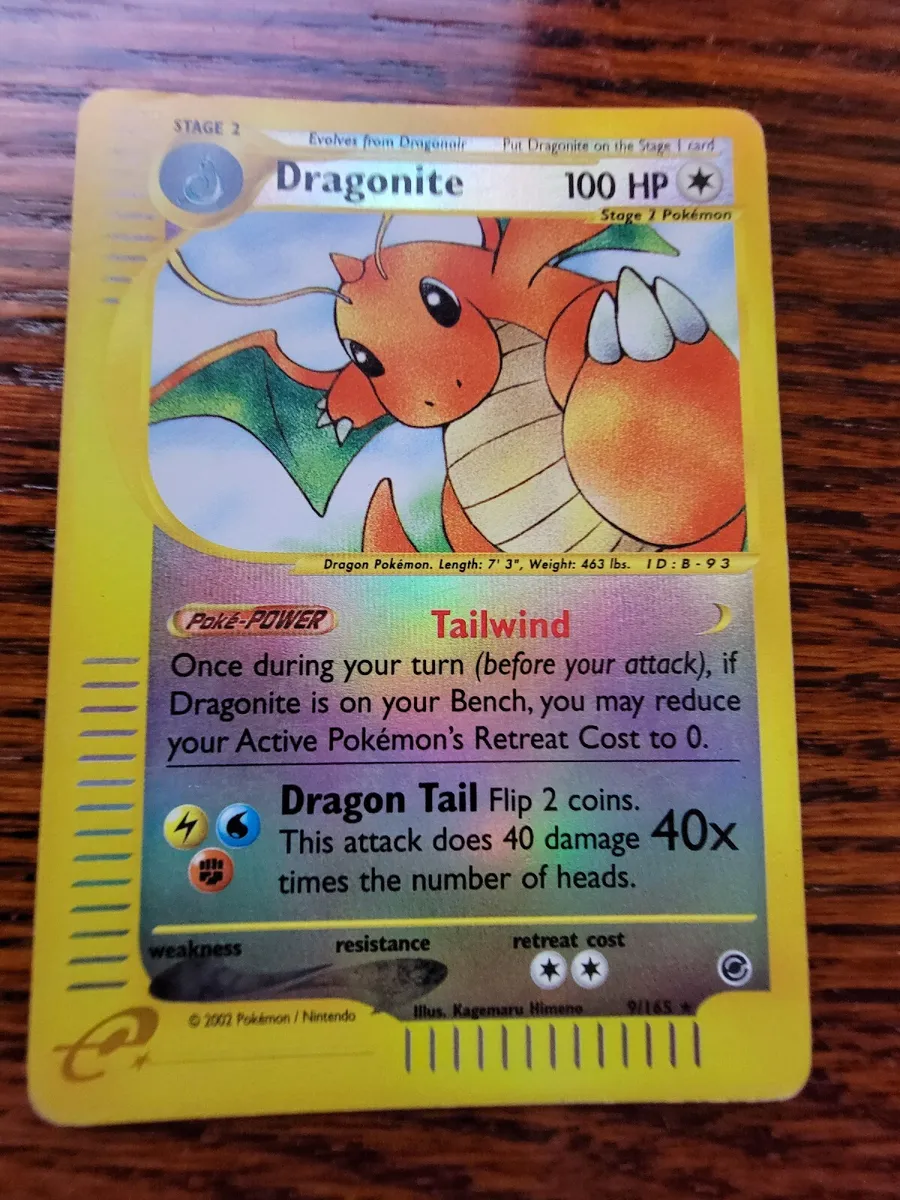 STAGE 2
Evolves from Dragonair Put Dragonite on the Stage 1 card
Dragonite 100 HP
Stage 2 Pokémon
Dragon Pokémon. Length: 7' 3", Weight: 463 lbs. ID:B-93
Poké-POWER Tailwind
Once during your turn (before your attack), if
Dragonite is on your Bench, you may reduce
your Active Pokémon's Retreat Cost to 0.
Dragon Tail Flip 2 coins.
This attack does 40 damage 40x
times the number of heads.
weakness resistance retreat cost
Illus. Kagemaru Himeno 9/165 ★
© 2002 Pokémon / Nintendo
e